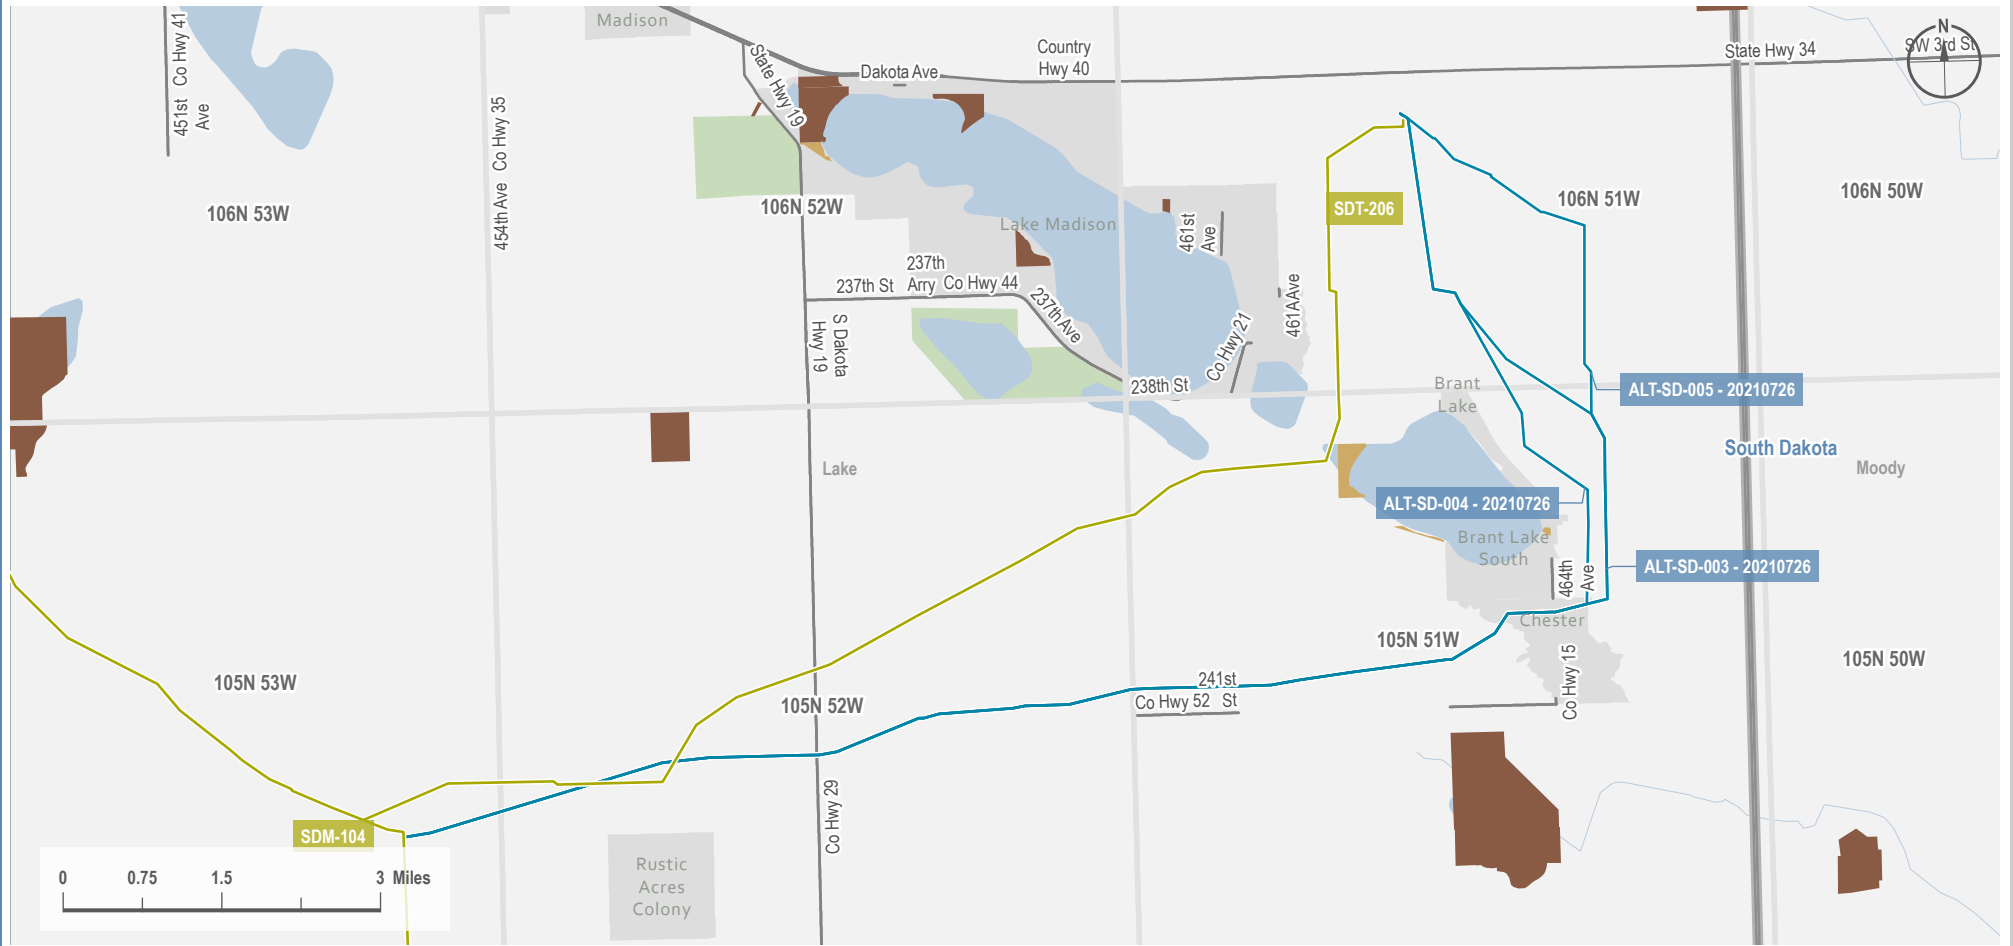 Madison
451st Co Hwy 41
Ave
State Hwy 19
Dakota Ave
Country
Hwy 40
State Hwy 34
SW 3rd St
N
454th Ave Co Hwy 35
106N 53W
106N 52W
106N 51W
106N 50W
SDT-206
Lake Madison
461st
Ave
237th St
237th
Arry
Co Hwy 44
237th Ave
461AAve
Co Hwy 21
S Dakota
Hwy 19
238th St
Brant
Lake
ALT-SD-005 - 20210726
South Dakota
Lake
Moody
ALT-SD-004 - 20210726
Brant Lake
South
ALT-SD-003 - 20210726
464th
Ave
Chester
105N 53W
105N 52W
105N 51W
105N 50W
241st
Co Hwy 52 St
Co Hwy 15
Co Hwy 29
SDM-104
0 0.75 1.5 3 Miles
Rustic
Acres
Colony